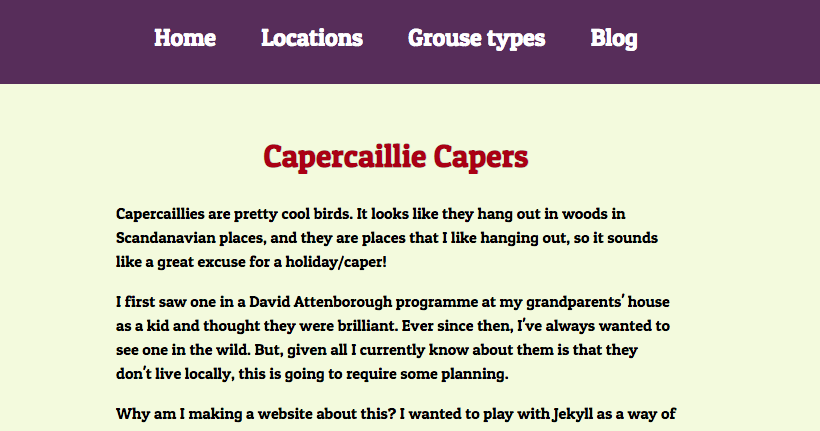 Home Locations Grouse types Blog
Capercaillie Capers
Capercaillies are pretty cool birds. It looks like they hang out in woods in
Scandanavian places, and they are places that I like hanging out, so it sounds
like a great excuse for a holiday/caper!
I first saw one in a David Attenborough programme at my grandparents' house
as a kid and thought they were brilliant. Ever since then, I've always wanted to
see one in the wild. But, given all I currently know about them is that they
don't live locally, this is going to require some planning.
Why am I making a website about this? I wanted to play with Jekyll as a way of